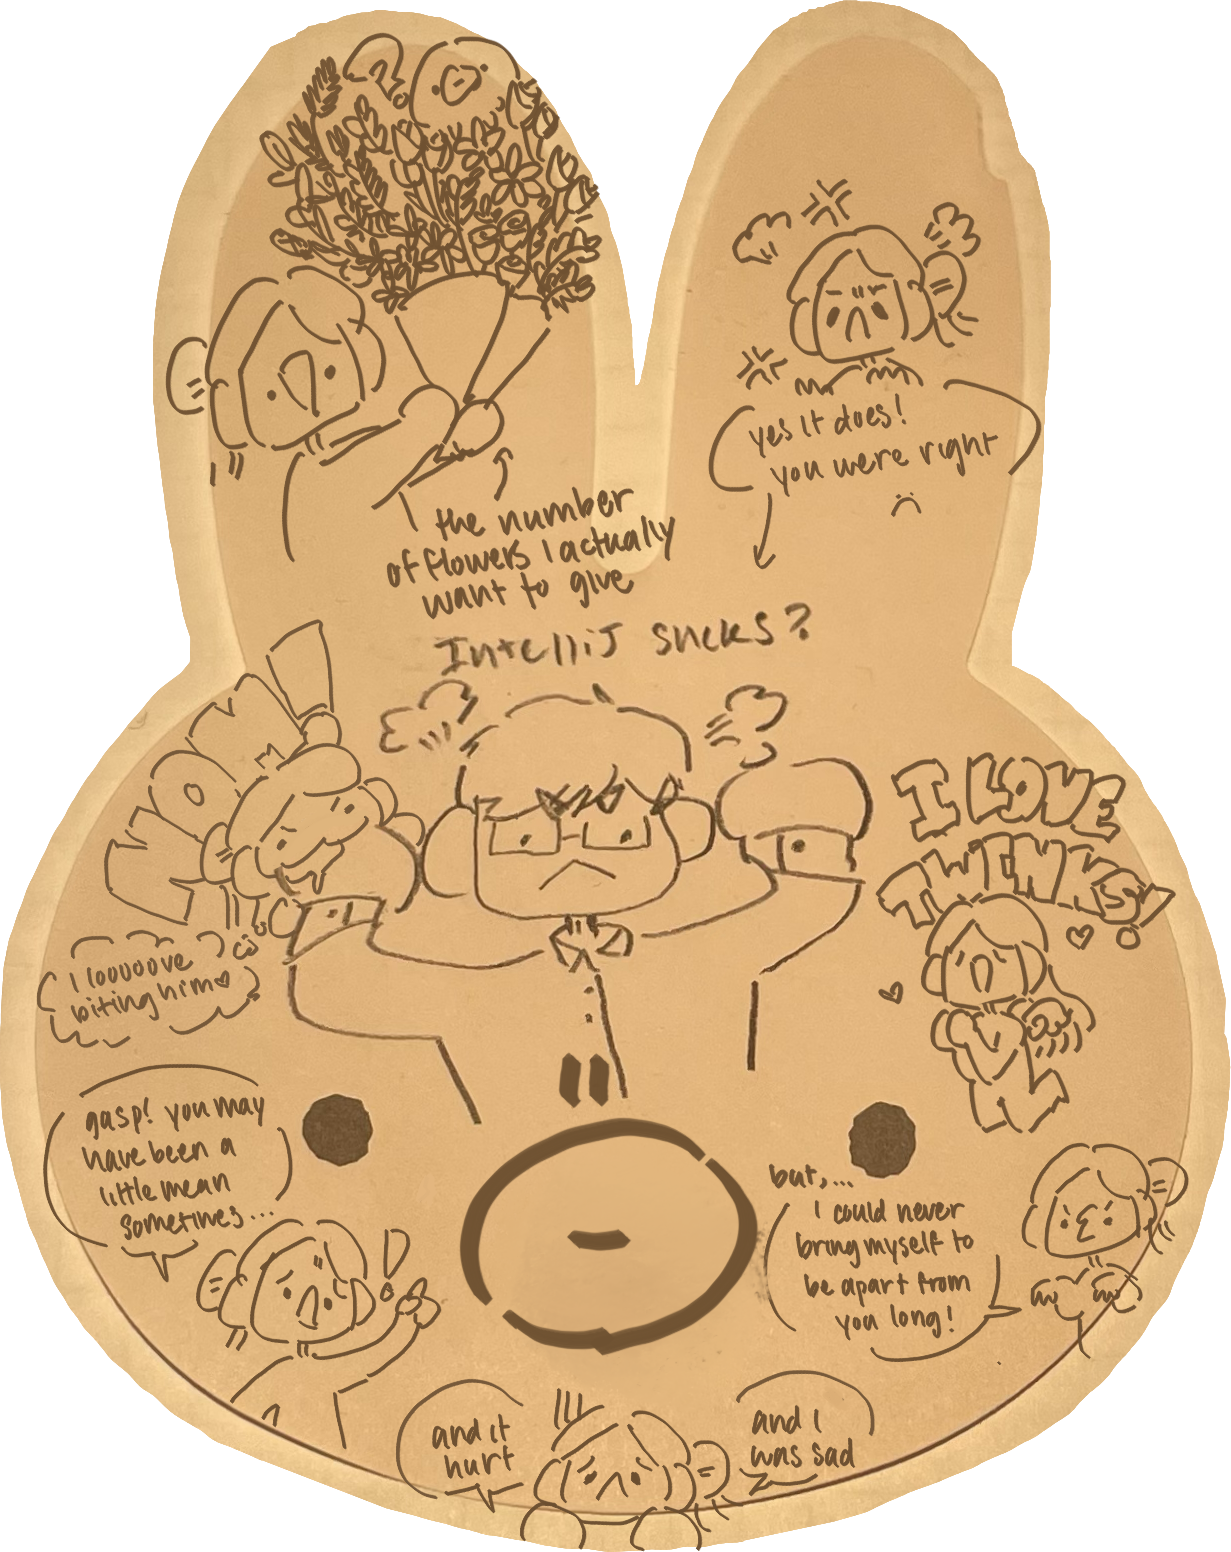 the number
of flowers I actually
want to give
yes it does!
you were right
IntelliJ sucks?
NOM
I looooove
biting him
I LOVE
TWINKS!
gasp! you may
have been a
little mean
sometimes...
but,...
I could never
bring myself to
be apart from
you long!
and it
hurt
and I
was sad